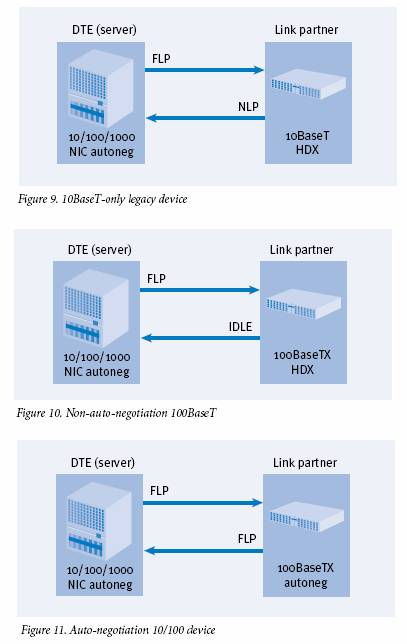 DTE (server)
Link partner
FLP
NLP
10/100/1000
NIC autoneg
10BaseT
HDX
Figure 9. 10BaseT-only legacy device
DTE (server)
Link partner
FLP
IDLE
10/100/1000
NIC autoneg
100BaseTX
HDX
Figure 10. Non-auto-negotiation 100BaseT
DTE (server)
Link partner
FLP
FLP
10/100/1000
NIC autoneg
100BaseTX
autoneg
Figure 11. Auto-negotiation 10/100 device